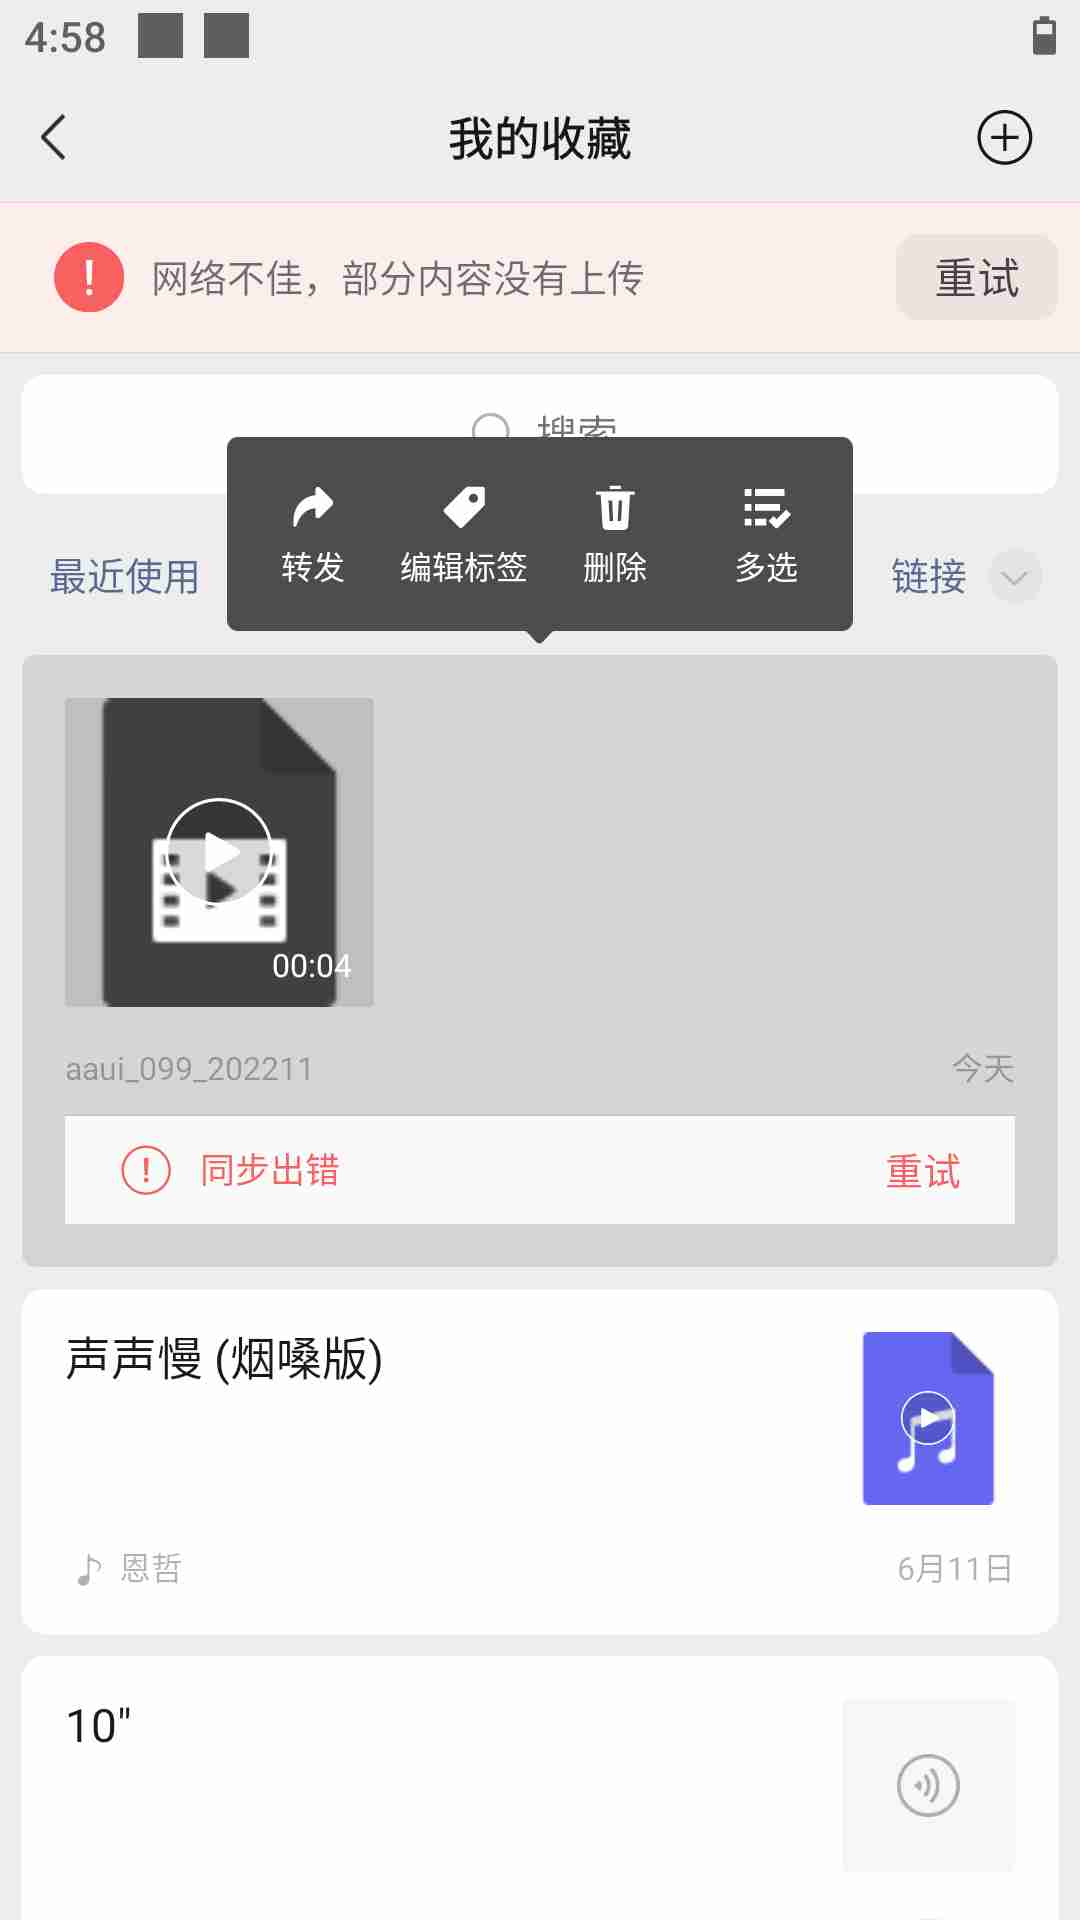 4:58
我的收藏
网络不佳，部分内容没有上传
重试
搜索
转发
编辑标签
删除
多选
最近使用
链接
00:04
aaui_099_202211
今天
同步出错
重试
声声慢 (烟嗓版)
恩哲
6月11日
10"